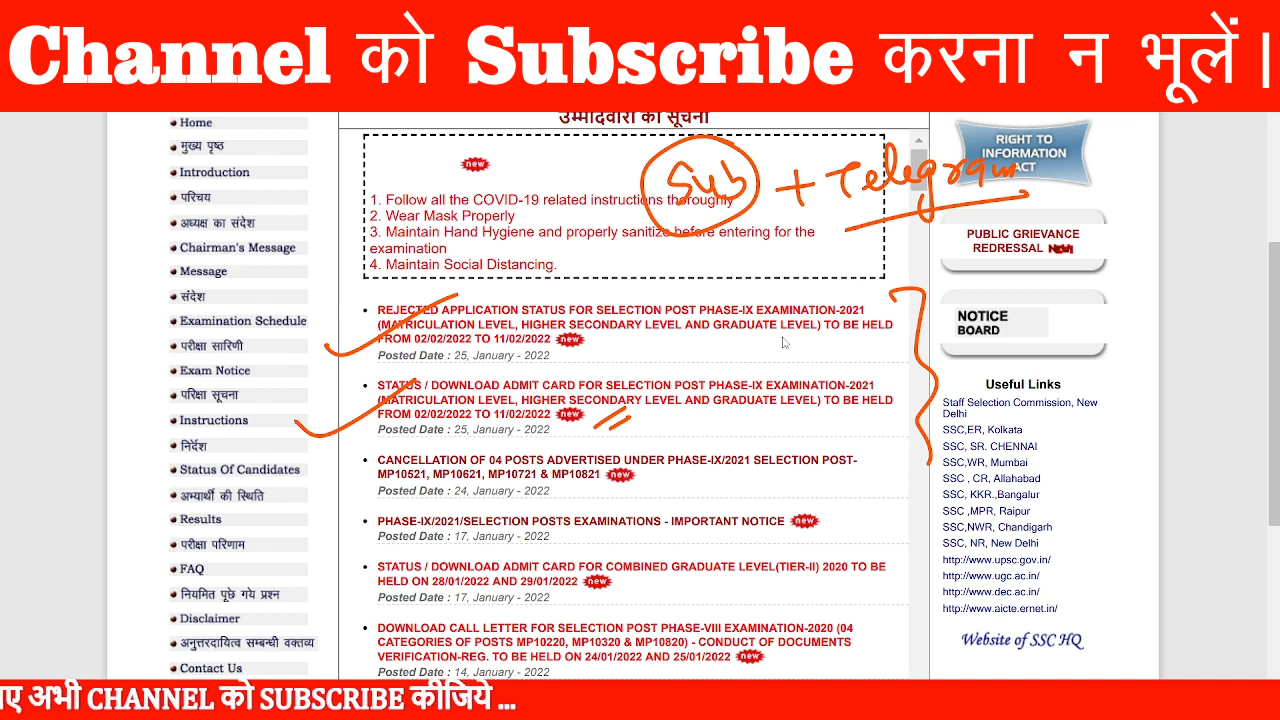 Channel को Subscribe करना न भूलें।
उम्मीदवारों को सूचना
Home
मुख्य पृष्ठ
Introduction
परिचय
अध्यक्ष का संदेश
Chairman's Message
Message
संदेश
Examination Schedule
परीक्षा सारिणी
Exam Notice
परिक्षा सूचना
Instructions
निर्देश
Status Of Candidates
अभ्यार्थी की स्थिति
Results
परीक्षा परिणाम
FAQ
नियमित पूछे गये प्रश्न
Disclaimer
अनुत्तरदायित्व सम्बन्धी वक्तव्य
Contact Us
new
Sub + Telegram
1. Follow all the COVID-19 related instructions thoroughly
2. Wear Mask Properly
3. Maintain Hand Hygiene and properly sanitize before entering for the
examination
4. Maintain Social Distancing.
REJECTED APPLICATION STATUS FOR SELECTION POST PHASE-IX EXAMINATION-2021
(MATRICULATION LEVEL, HIGHER SECONDARY LEVEL AND GRADUATE LEVEL) TO BE HELD
FROM 02/02/2022 TO 11/02/2022 new
Posted Date : 25, January - 2022
STATUS / DOWNLOAD ADMIT CARD FOR SELECTION POST PHASE-IX EXAMINATION-2021
(MATRICULATION LEVEL, HIGHER SECONDARY LEVEL AND GRADUATE LEVEL) TO BE HELD
FROM 02/02/2022 TO 11/02/2022 new
Posted Date : 25, January - 2022
CANCELLATION OF 04 POSTS ADVERTISED UNDER PHASE-IX/2021 SELECTION POST-
MP10521, MP10621, MP10721 & MP10821 new
Posted Date : 24, January - 2022
PHASE-IX/2021/SELECTION POSTS EXAMINATIONS - IMPORTANT NOTICE new
Posted Date : 17, January - 2022
STATUS / DOWNLOAD ADMIT CARD FOR COMBINED GRADUATE LEVEL(TIER-II) 2020 TO BE
HELD ON 28/01/2022 AND 29/01/2022 new
Posted Date : 17, January - 2022
DOWNLOAD CALL LETTER FOR SELECTION POST PHASE-VIII EXAMINATION-2020 (04
CATEGORIES OF POSTS MP10220, MP10320 & MP10820) - CONDUCT OF DOCUMENTS
VERIFICATION-REG. TO BE HELD ON 24/01/2022 AND 25/01/2022 new
Posted Date : 14, January - 2022
RIGHT TO
INFORMATION
ACT
PUBLIC GRIEVANCE
REDRESSAL NEW!
NOTICE
BOARD
Useful Links
Staff Selection Commission, New
Delhi
SSC,ER, Kolkata
SSC, SR. CHENNAI
SSC,WR, Mumbai
SSC , CR, Allahabad
SSC, KKR.,Bangalur
SSC ,MPR, Raipur
SSC,NWR, Chandigarh
SSC, NR, New Delhi
http://www.upsc.gov.in/
http://www.ugc.ac.in/
http://www.dec.ac.in/
http://www.aicte.ernet.in/
Website of SSC HQ
ए अभी CHANNEL को SUBSCRIBE कीजिये ...